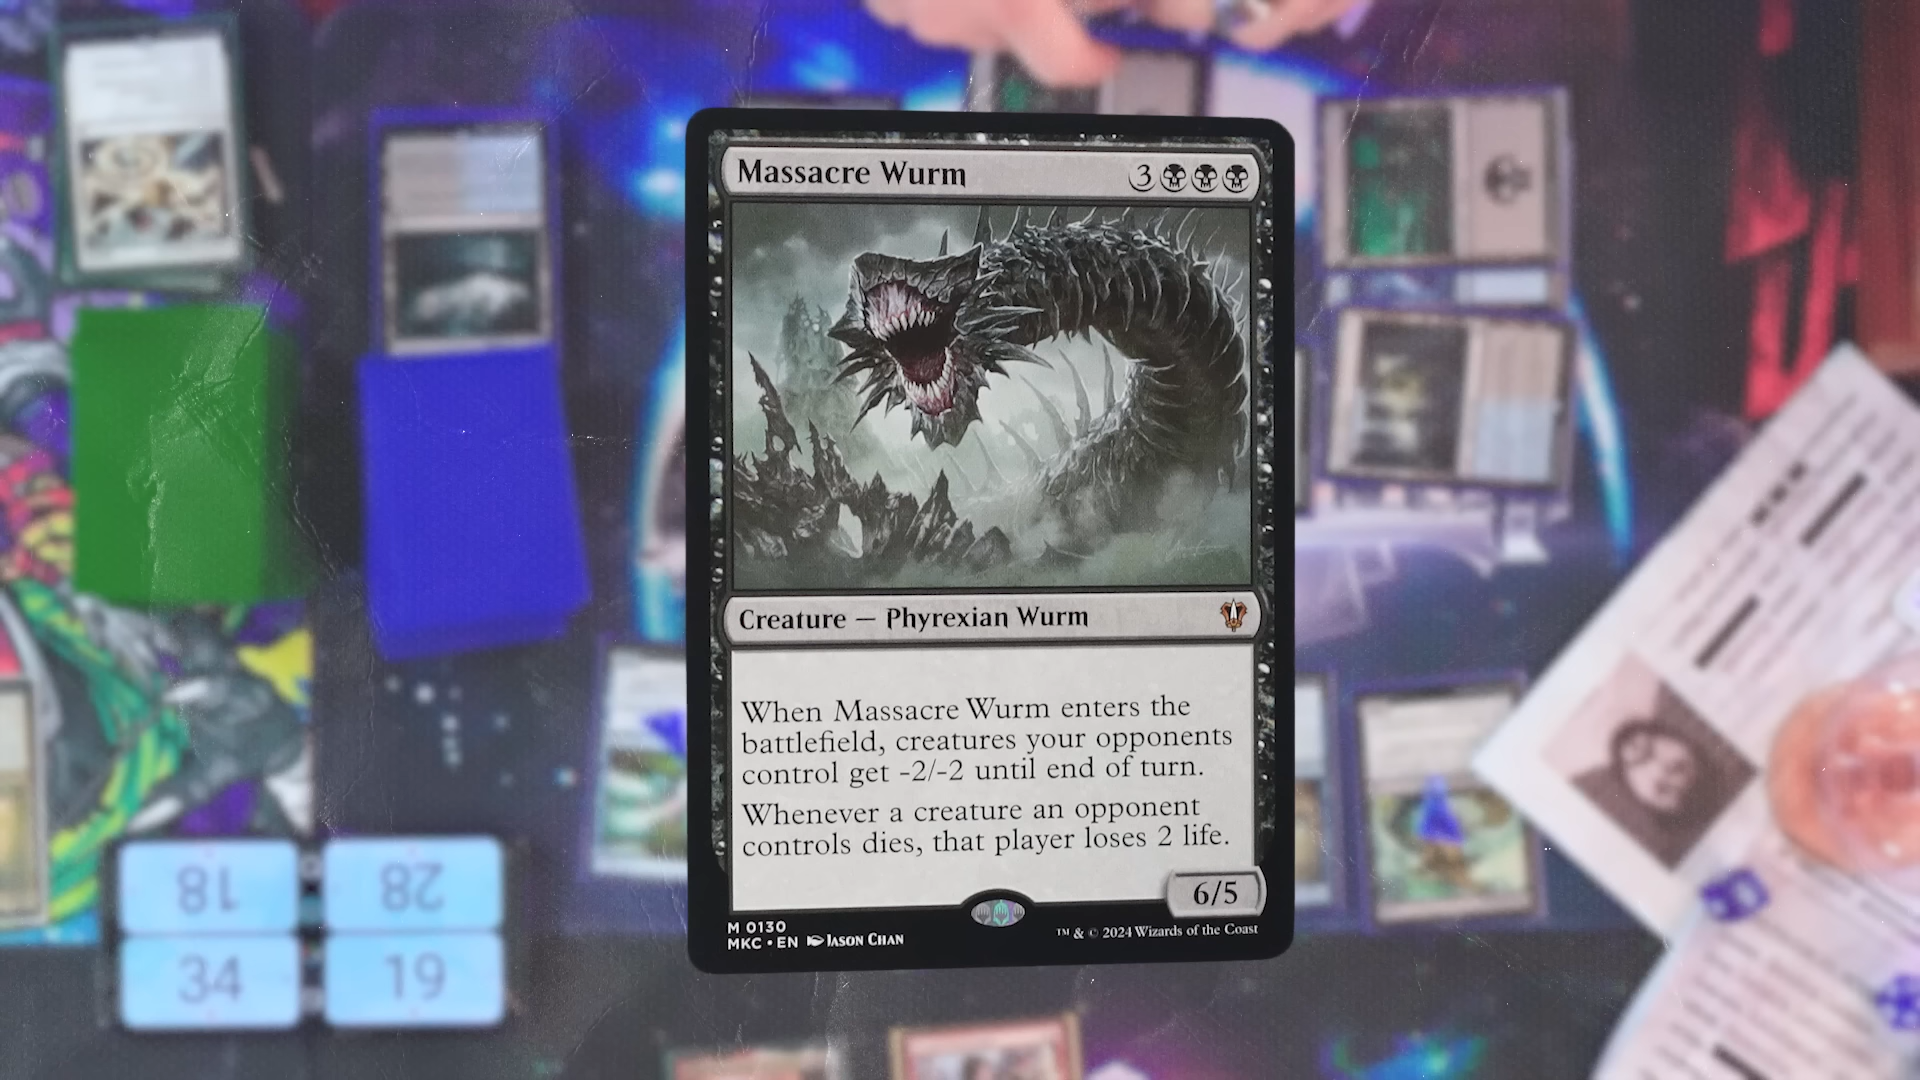 Massacre Wurm 3
Creature — Phyrexian Wurm
When Massacre Wurm enters the
battlefield, creatures your opponents
control get -2/-2 until end of turn.
Whenever a creature an opponent
controls dies, that player loses 2 life.
6/5
M 0130
MKC • EN Jason Chan
™ & © 2024 Wizards of the Coast
18 28
34 19